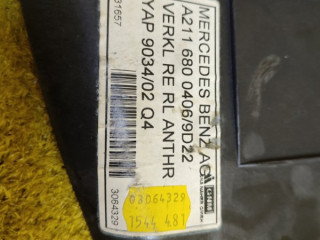 MERCEDES BENZ AG
A211 680 0406/9D22
VERKL RE RL ANTHR
YAP 9034/02 Q4
31657
3064329
03064329
1544 481